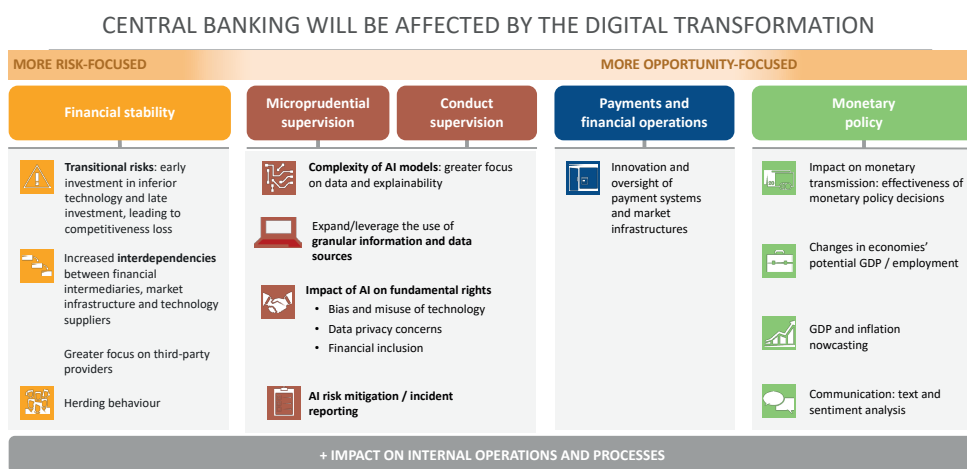 CENTRAL BANKING WILL BE AFFECTED BY THE DIGITAL TRANSFORMATION
MORE RISK-FOCUSED
MORE OPPORTUNITY-FOCUSED
Financial stability
Transitional risks: early
investment in inferior
technology and late
investment, leading to
competitiveness loss
Increased interdependencies
between financial
intermediaries, market
infrastructure and technology
suppliers
Greater focus on third-party
providers
Herding behaviour
Microprudential
supervision
Conduct
supervision
Complexity of AI models: greater focus
on data and explainability
Expand/leverage the use of
granular information and data
sources
Impact of AI on fundamental rights
• Bias and misuse of technology
• Data privacy concerns
• Financial inclusion
AI risk mitigation / incident
reporting
Payments and
financial operations
Innovation and
oversight of
payment systems
and market
infrastructures
Monetary
policy
Impact on monetary
transmission: effectiveness of
monetary policy decisions
Changes in economies'
potential GDP / employment
GDP and inflation
nowcasting
Communication: text and
sentiment analysis
+ IMPACT ON INTERNAL OPERATIONS AND PROCESSES